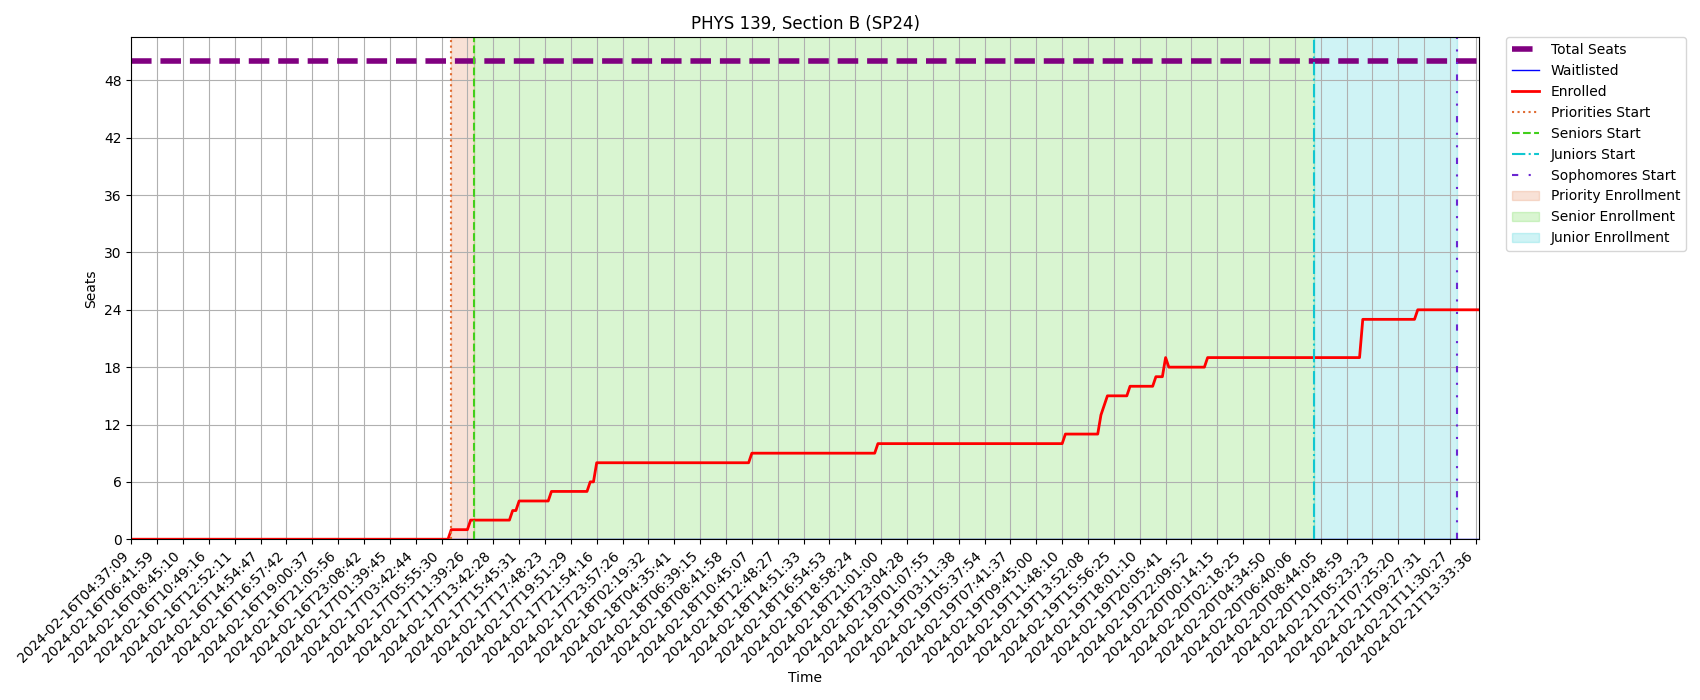 PHYS 139, Section B (SP24)
Total Seats
Waitlisted
Enrolled
Priorities Start
Seniors Start
Juniors Start
Sophomores Start
Priority Enrollment
Senior Enrollment
Junior Enrollment
Seats
48
42
36
30
24
18
12
6
0
2024-02-16T04:37:09
2024-02-16T06:41:59
2024-02-16T08:45:10
2024-02-16T10:49:16
2024-02-16T12:52:11
2024-02-16T14:54:47
2024-02-16T16:57:42
2024-02-16T19:00:37
2024-02-16T21:05:56
2024-02-16T23:08:42
2024-02-17T01:39:45
2024-02-17T03:42:44
2024-02-17T05:55:30
2024-02-17T11:39:26
2024-02-17T13:42:28
2024-02-17T15:45:31
2024-02-17T17:48:23
2024-02-17T19:51:29
2024-02-17T21:54:16
2024-02-17T23:57:26
2024-02-18T02:19:32
2024-02-18T04:35:41
2024-02-18T06:39:15
2024-02-18T08:41:58
2024-02-18T10:45:07
2024-02-18T12:48:27
2024-02-18T14:51:33
2024-02-18T16:54:53
2024-02-18T18:58:24
2024-02-18T21:01:00
2024-02-18T23:04:28
2024-02-19T01:07:55
2024-02-19T03:11:38
2024-02-19T05:37:54
2024-02-19T07:41:37
2024-02-19T09:45:00
2024-02-19T11:48:10
2024-02-19T13:52:08
2024-02-19T15:56:25
2024-02-19T18:01:10
2024-02-19T20:05:41
2024-02-19T22:09:52
2024-02-20T00:14:15
2024-02-20T02:18:25
2024-02-20T04:34:50
2024-02-20T06:40:06
2024-02-20T08:44:05
2024-02-20T10:48:59
2024-02-21T05:23:23
2024-02-21T07:25:20
2024-02-21T09:27:31
2024-02-21T11:30:27
2024-02-21T13:33:36
Time